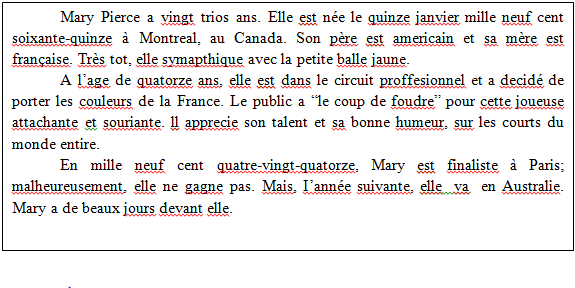 Mary Pierce a vingt trios ans. Elle est née le quinze janvier mille neuf cent
soixante-quinze à Montreal, au Canada. Son père est americain et sa mère est
française. Très tot, elle symapthique avec la petite balle jaune.
A l’age de quatorze ans, elle est dans le circuit proffesionnel et a decidé de
porter les couleurs de la France. Le public a “le coup de foudre” pour cette joueuse
attachante et souriante. ll apprecie son talent et sa bonne humeur, sur les courts du
monde entire.
En mille neuf cent quatre-vingt-quatorze, Mary est finaliste à Paris;
malheureusement, elle ne gagne pas. Mais, I’année suivante, elle va en Australie.
Mary a de beaux jours devant elle.